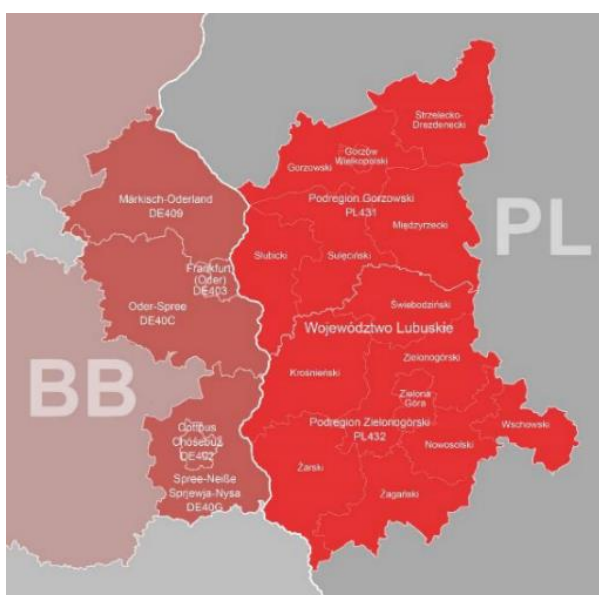 Strzelecko-
Drezdenecki
Gorzów
Wielkopolski
Gorzowski
Märkisch-Oderland
DE409
Podregion Gorzowski
PL431
Międzyrzecki
PL
Słubicki
Sulęciński
Frankfurt
(Oder)
DE403
Oder-Spree
DE40C
Świebodziński
Województwo Lubuskie
Zielonogórski
Krośnieński
BB
Zielona
Góra
Podregion Zielonogórski
PL432
Wschowski
Cottbus
Chóśebuz
DE402
Nowosolski
Żarski
Spree-Neiße
Sprjewja-Nysa
DE40G
Żagański